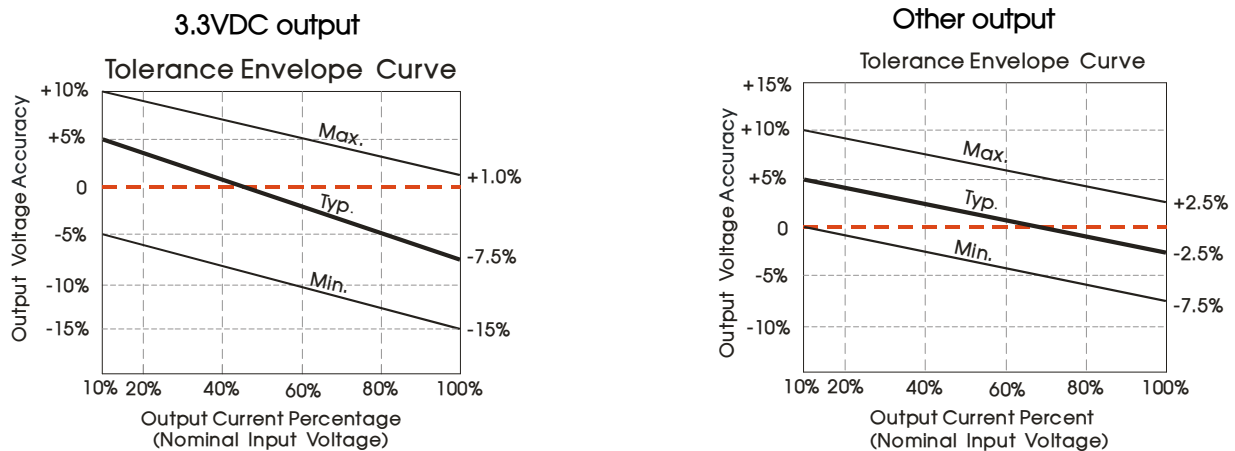 3.3VDC output
Tolerance Envelope Curve
Output Voltage Accuracy
+10%
+5%
0
-5%
-10%
-15%
Max.
Typ.
Min.
+1.0%
-7.5%
-15%
10% 20% 40% 60% 80% 100%
Output Current Percentage
(Nominal Input Voltage)
Other output
Tolerance Envelope Curve
Output Voltage Accuracy
+15%
+10%
+5%
0
-5%
-10%
Max.
Typ.
Min.
+2.5%
-2.5%
-7.5%
10% 20% 40% 60% 80% 100%
Output Current Percent
(Nominal Input Voltage)